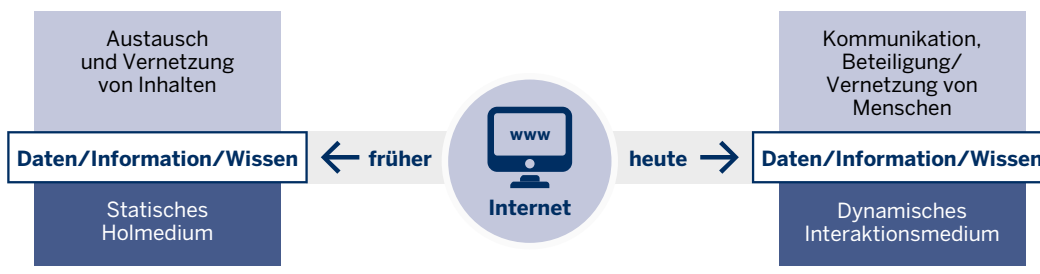 Austausch
und Vernetzung
von Inhalten
Daten/Information/Wissen
Statisches
Holmedium
früher
www
Internet
heute
Kommunikation,
Beteiligung/
Vernetzung von
Menschen
Daten/Information/Wissen
Dynamisches
Interaktionsmedium